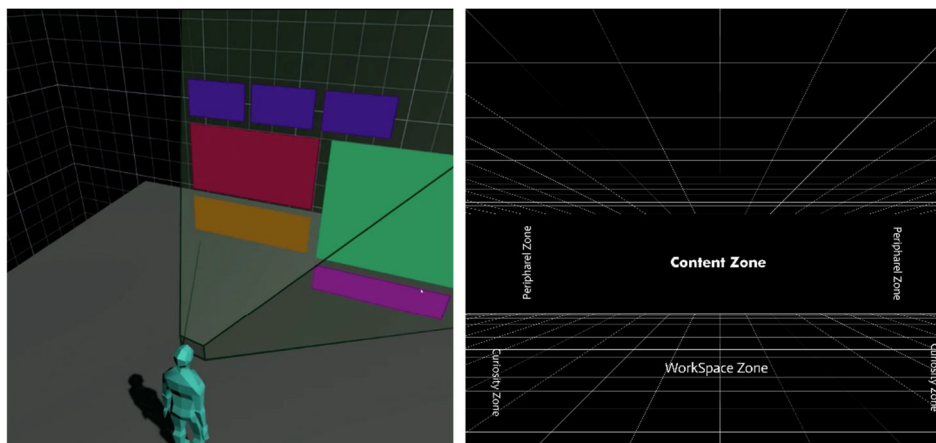 Peripharel Zone
Content Zone
Peripharel Zone
Curiosity Zone
WorkSpace Zone
Curiosity Zone